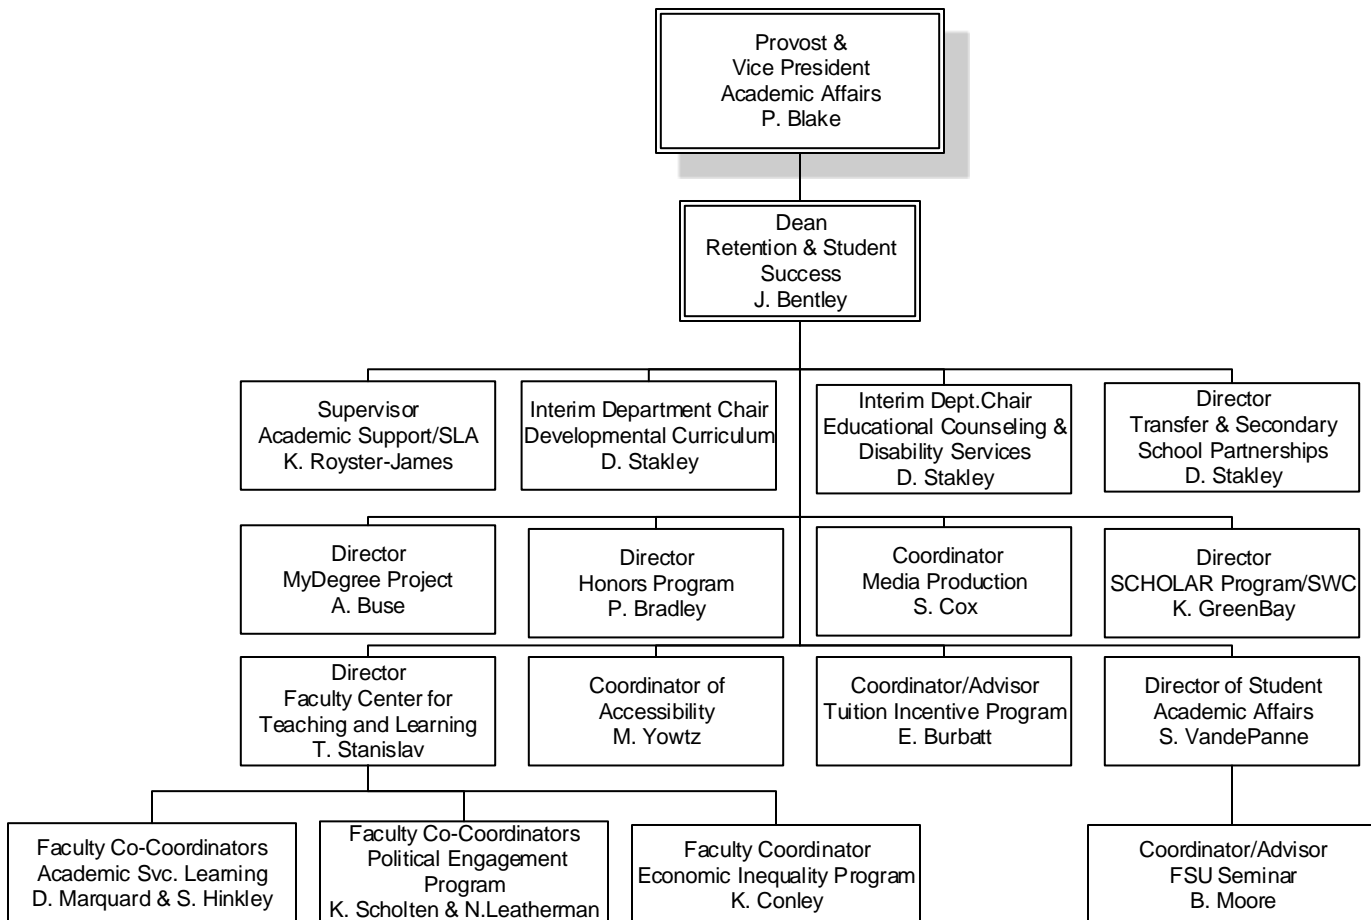 Provost &
Vice President
Academic Affairs
P. Blake
Dean
Retention & Student
Success
J. Bentley
Supervisor
Academic Support/SLA
K. Royster-James
Interim Department Chair
Developmental Curriculum
D. Stakley
Interim Dept.Chair
Educational Counseling &
Disability Services
D. Stakley
Director
Transfer & Secondary
School Partnerships
D. Stakley
Director
MyDegree Project
A. Buse
Director
Honors Program
P. Bradley
Coordinator
Media Production
S. Cox
Director
SCHOLAR Program/SWC
K. GreenBay
Director
Faculty Center for
Teaching and Learning
T. Stanislav
Coordinator of
Accessibility
M. Yowtz
Coordinator/Advisor
Tuition Incentive Program
E. Burbatt
Director of Student
Academic Affairs
S. VandePanne
Faculty Co-Coordinators
Academic Svc. Learning
D. Marquard & S. Hinkley
Faculty Co-Coordinators
Political Engagement
Program
K. Scholten & N.Leatherman
Faculty Coordinator
Economic Inequality Program
K. Conley
Coordinator/Advisor
FSU Seminar
B. Moore